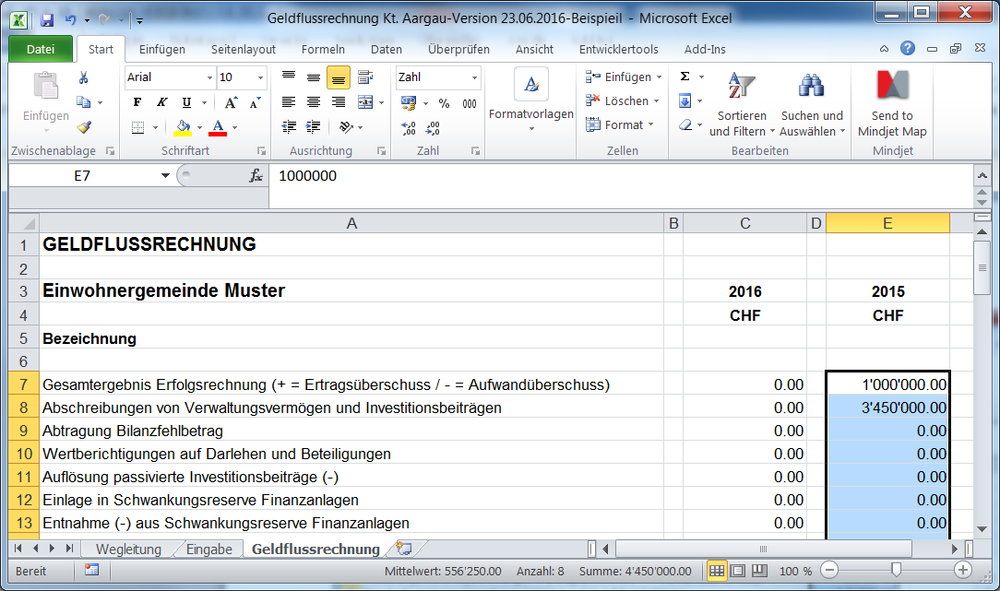 Geldflussrechnung Kt. Aargau-Version 23.06.2016-Beispieil - Microsoft Excel
Datei Start Einfügen Seitenlayout Formeln Daten Überprüfen Ansicht Entwicklertools Add-Ins
Arial 10 Zahl Einfügen Σ
Einfügen F K U A A % 000 Formatvorlagen Löschen Sortieren und Filtern Suchen und Auswählen Send to Mindjet Map
Format
Zwischenablage Schriftart Ausrichtung Zahl Zellen Bearbeiten Mindjet
E7 fx 1000000
A B C D E
1 GELDFLUSSRECHNUNG
2
3 Einwohnergemeinde Muster 2016 2015
4 CHF CHF
5 Bezeichnung
6
7 Gesamtergebnis Erfolgsrechnung (+ = Ertragsüberschuss / - = Aufwandüberschuss) 0.00 1'000'000.00
8 Abschreibungen von Verwaltungsvermögen und Investitionsbeiträgen 0.00 3'450'000.00
9 Abtragung Bilanzfehlbetrag 0.00 0.00
10 Wertberichtigungen auf Darlehen und Beteiligungen 0.00 0.00
11 Auflösung passivierte Investitionsbeiträge (-) 0.00 0.00
12 Einlage in Schwankungsreserve Finanzanlagen 0.00 0.00
13 Entnahme (-) aus Schwankungsreserve Finanzanlagen 0.00 0.00
Wegleitung Eingabe Geldflussrechnung
Bereit Mittelwert: 556'250.00 Anzahl: 8 Summe: 4'450'000.00 100 %